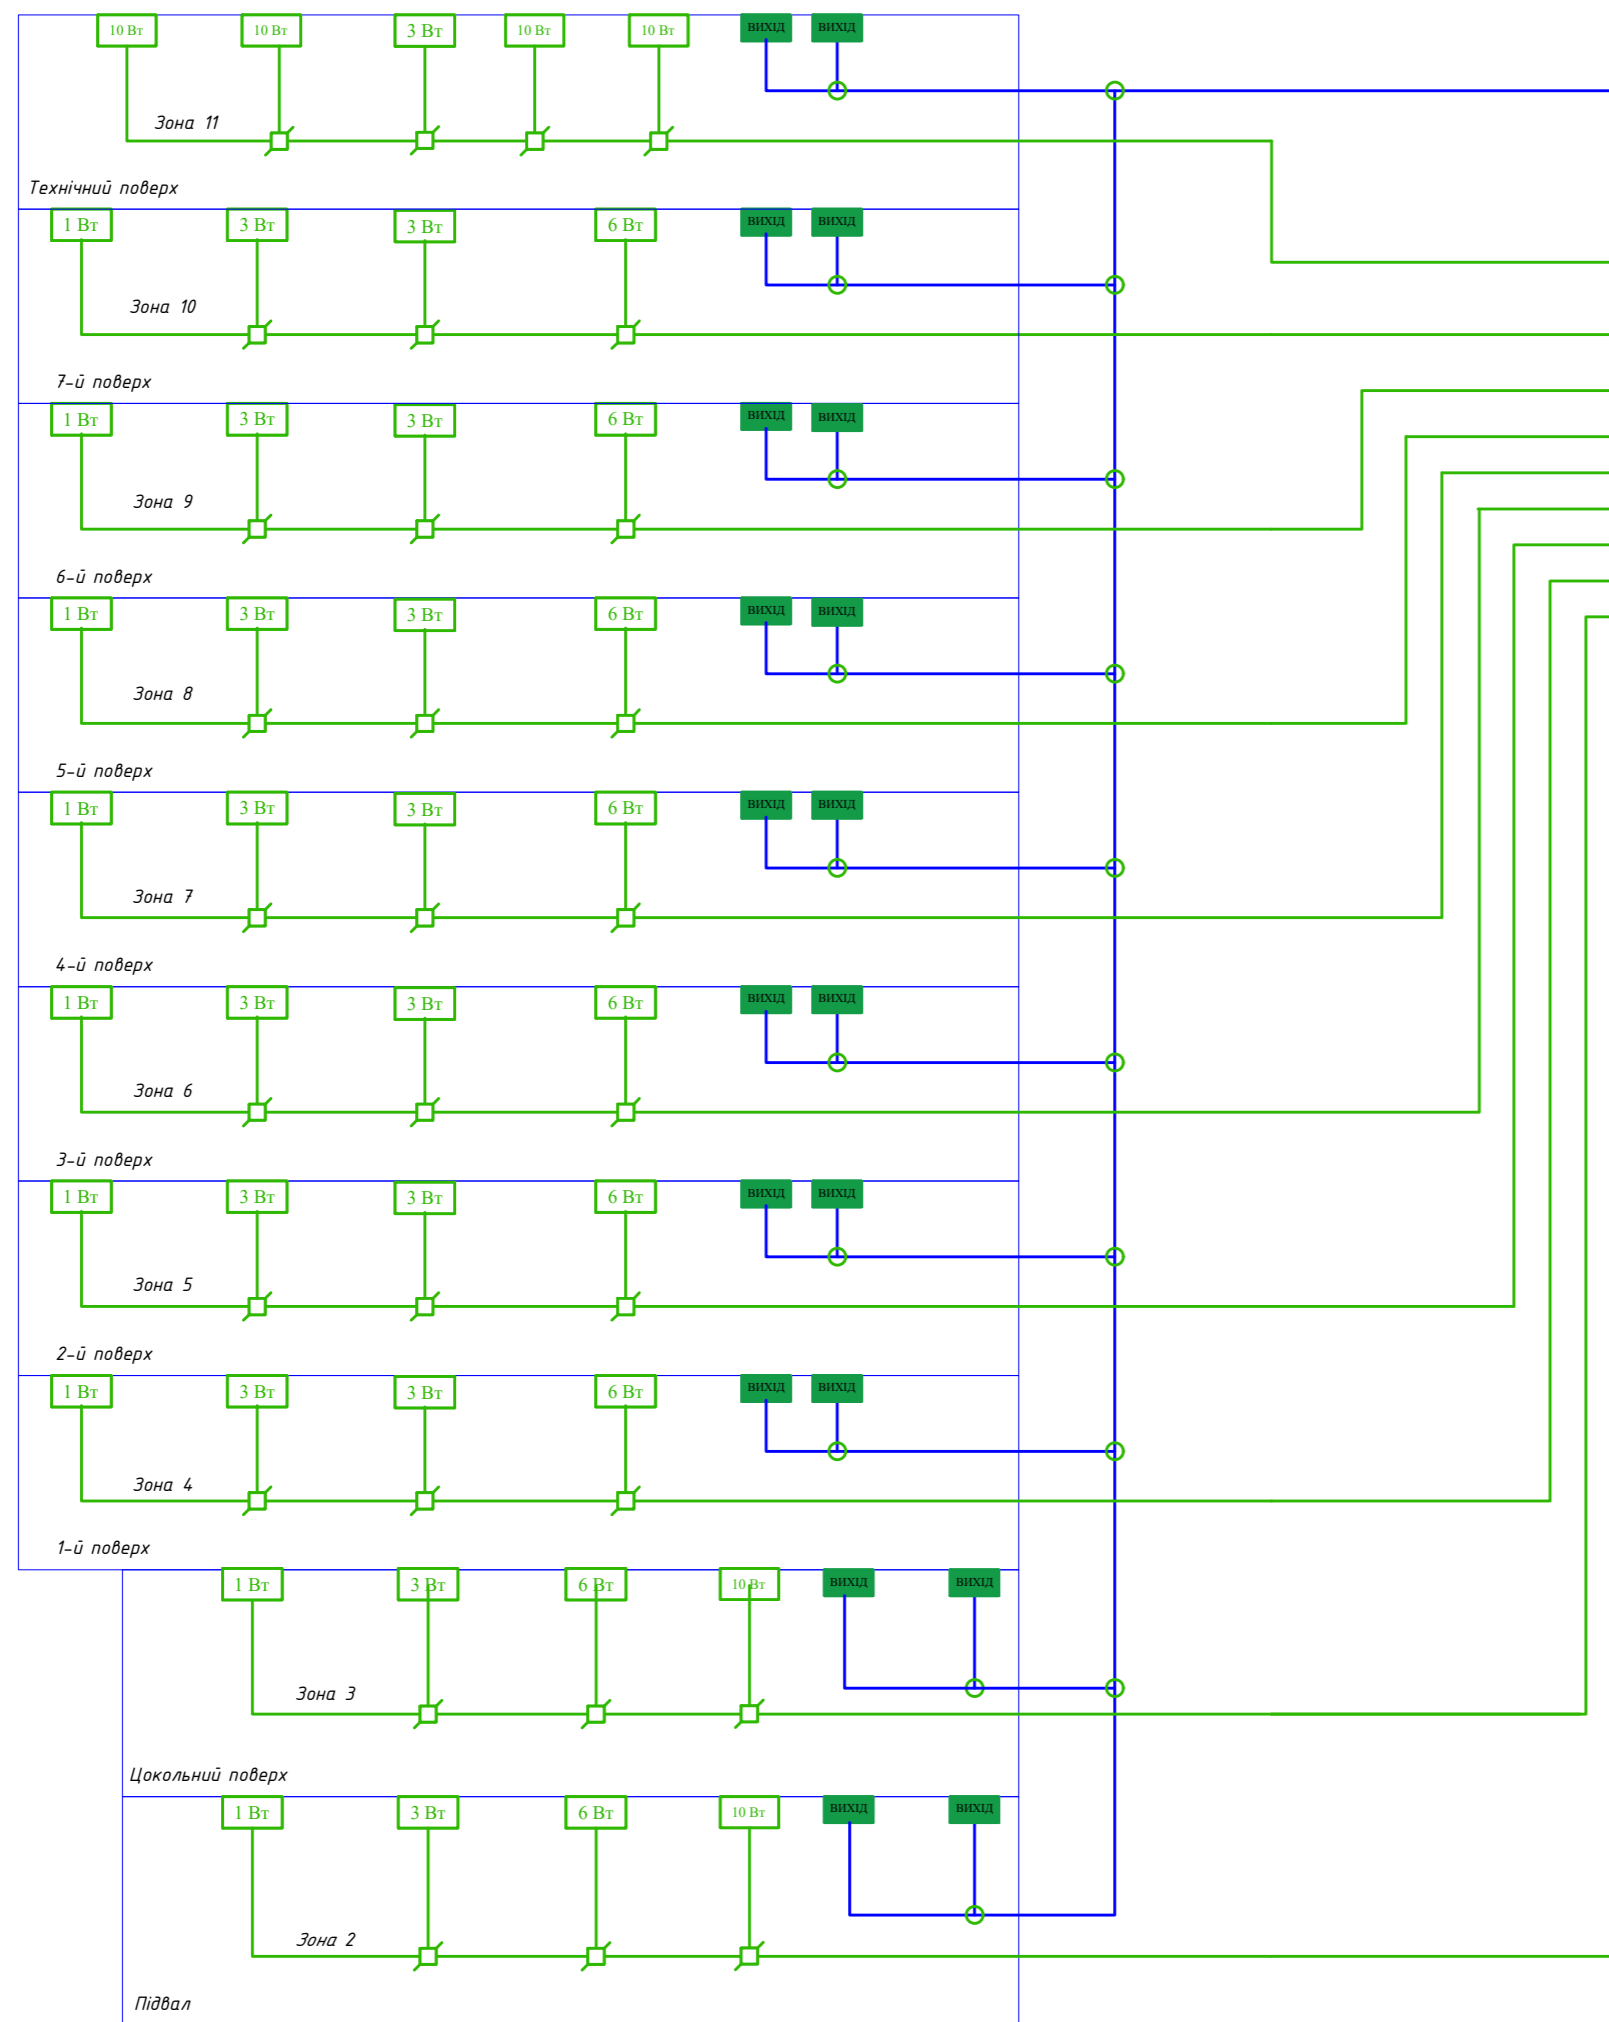 10 Вт 10 Вт 3 Вт 10 Вт 10 Вт ВИХІД ВИХІД
Зона 11
Технічний поверх
1 Вт 3 Вт 3 Вт 6 Вт ВИХІД ВИХІД
Зона 10
7-й поверх
1 Вт 3 Вт 3 Вт 6 Вт ВИХІД ВИХІД
Зона 9
6-й поверх
1 Вт 3 Вт 3 Вт 6 Вт ВИХІД ВИХІД
Зона 8
5-й поверх
1 Вт 3 Вт 3 Вт 6 Вт ВИХІД ВИХІД
Зона 7
4-й поверх
1 Вт 3 Вт 3 Вт 6 Вт ВИХІД ВИХІД
Зона 6
3-й поверх
1 Вт 3 Вт 3 Вт 6 Вт ВИХІД ВИХІД
Зона 5
2-й поверх
1 Вт 3 Вт 3 Вт 6 Вт ВИХІД ВИХІД
Зона 4
1-й поверх
1 Вт 3 Вт 6 Вт 10 Вт ВИХІД ВИХІД
Зона 3
Цокольний поверх
1 Вт 3 Вт 6 Вт 10 Вт ВИХІД ВИХІД
Зона 2
Підвал